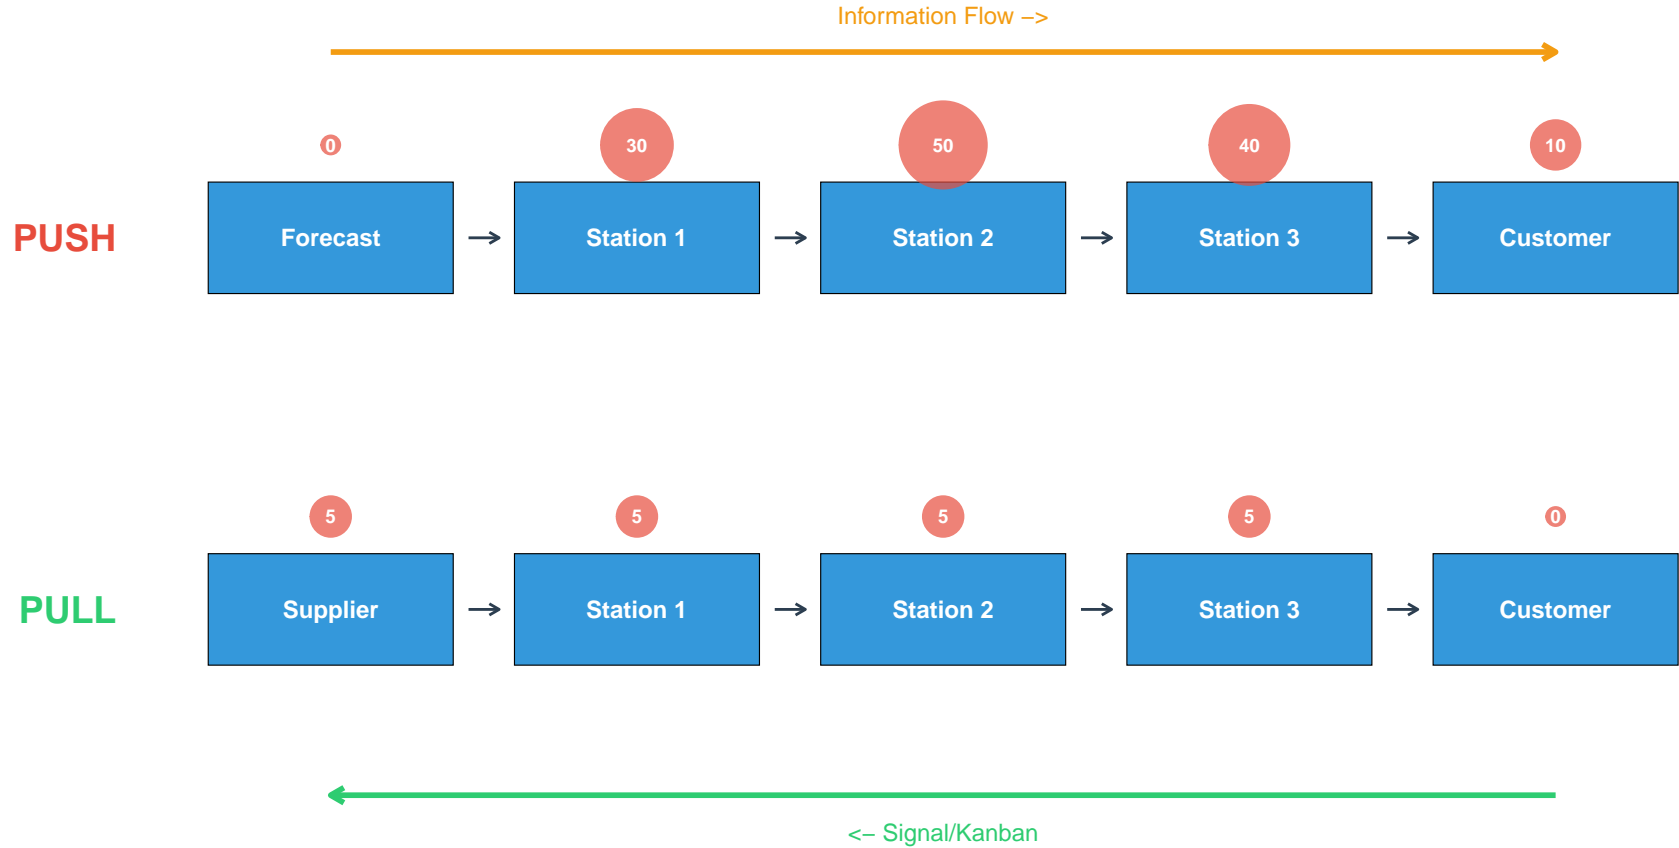 Information Flow −>
0
30
50
40
10
PUSH
Forecast
Station 1
Station 2
Station 3
Customer
5
5
5
5
0
PULL
Supplier
Station 1
Station 2
Station 3
Customer
<− Signal/Kanban